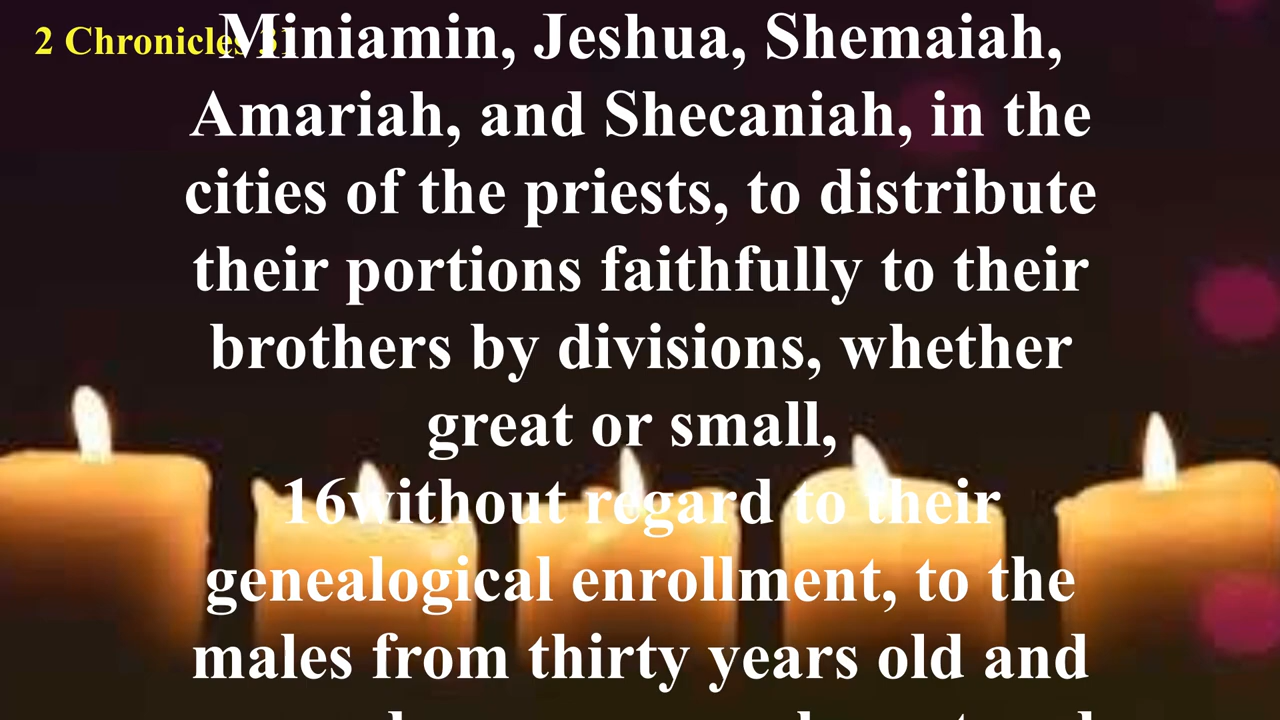 2 Chronicles 31
Miniamin, Jeshua, Shemaiah,
Amariah, and Shecaniah, in the
cities of the priests, to distribute
their portions faithfully to their
brothers by divisions, whether
great or small,
16without regard to their
genealogical enrollment, to the
males from thirty years old and